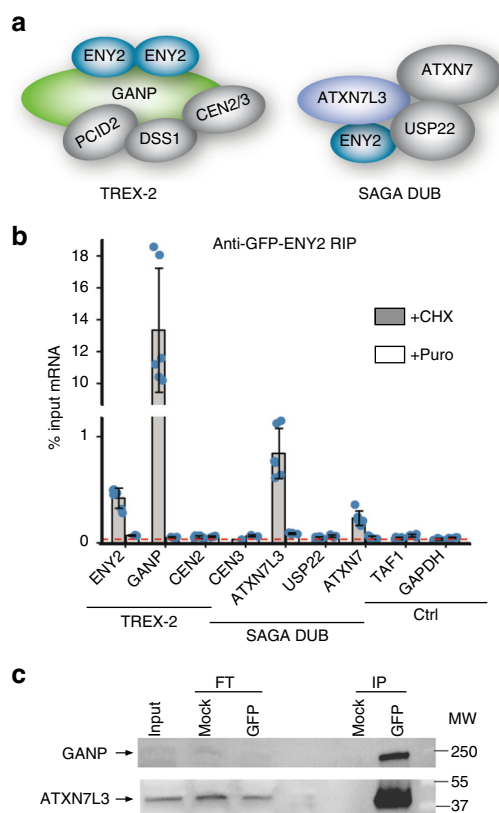 a
ENY2 ENY2
GANP
PCID2 DSS1 CEN2/3
TREX-2
ATXN7
ATXN7L3
USP22
ENY2
SAGA DUB
b
Anti-GFP-ENY2 RIP
+CHX
+Puro
% input mRNA
18
16
14
12
10
1
0
ENY2 GANP CEN2 CEN3 ATXN7L3 USP22 ATXN7 TAF1 GAPDH
TREX-2 SAGA DUB Ctrl
c
FT IP
Input Mock GFP Mock GFP MW
GANP 250
55
ATXN7L3 37